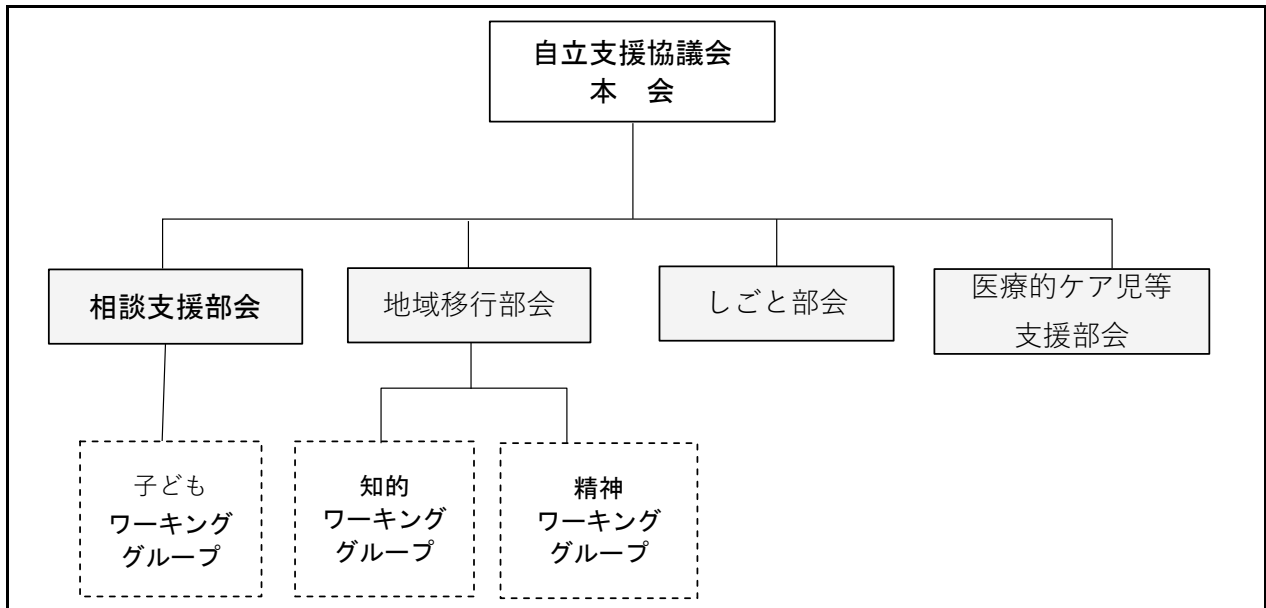 自立支援協議会
本　会
相談支援部会
地域移行部会
しごと部会
医療的ケア児等
支援部会
子ども
ワーキング
グループ
知的
ワーキング
グループ
精神
ワーキング
グループ